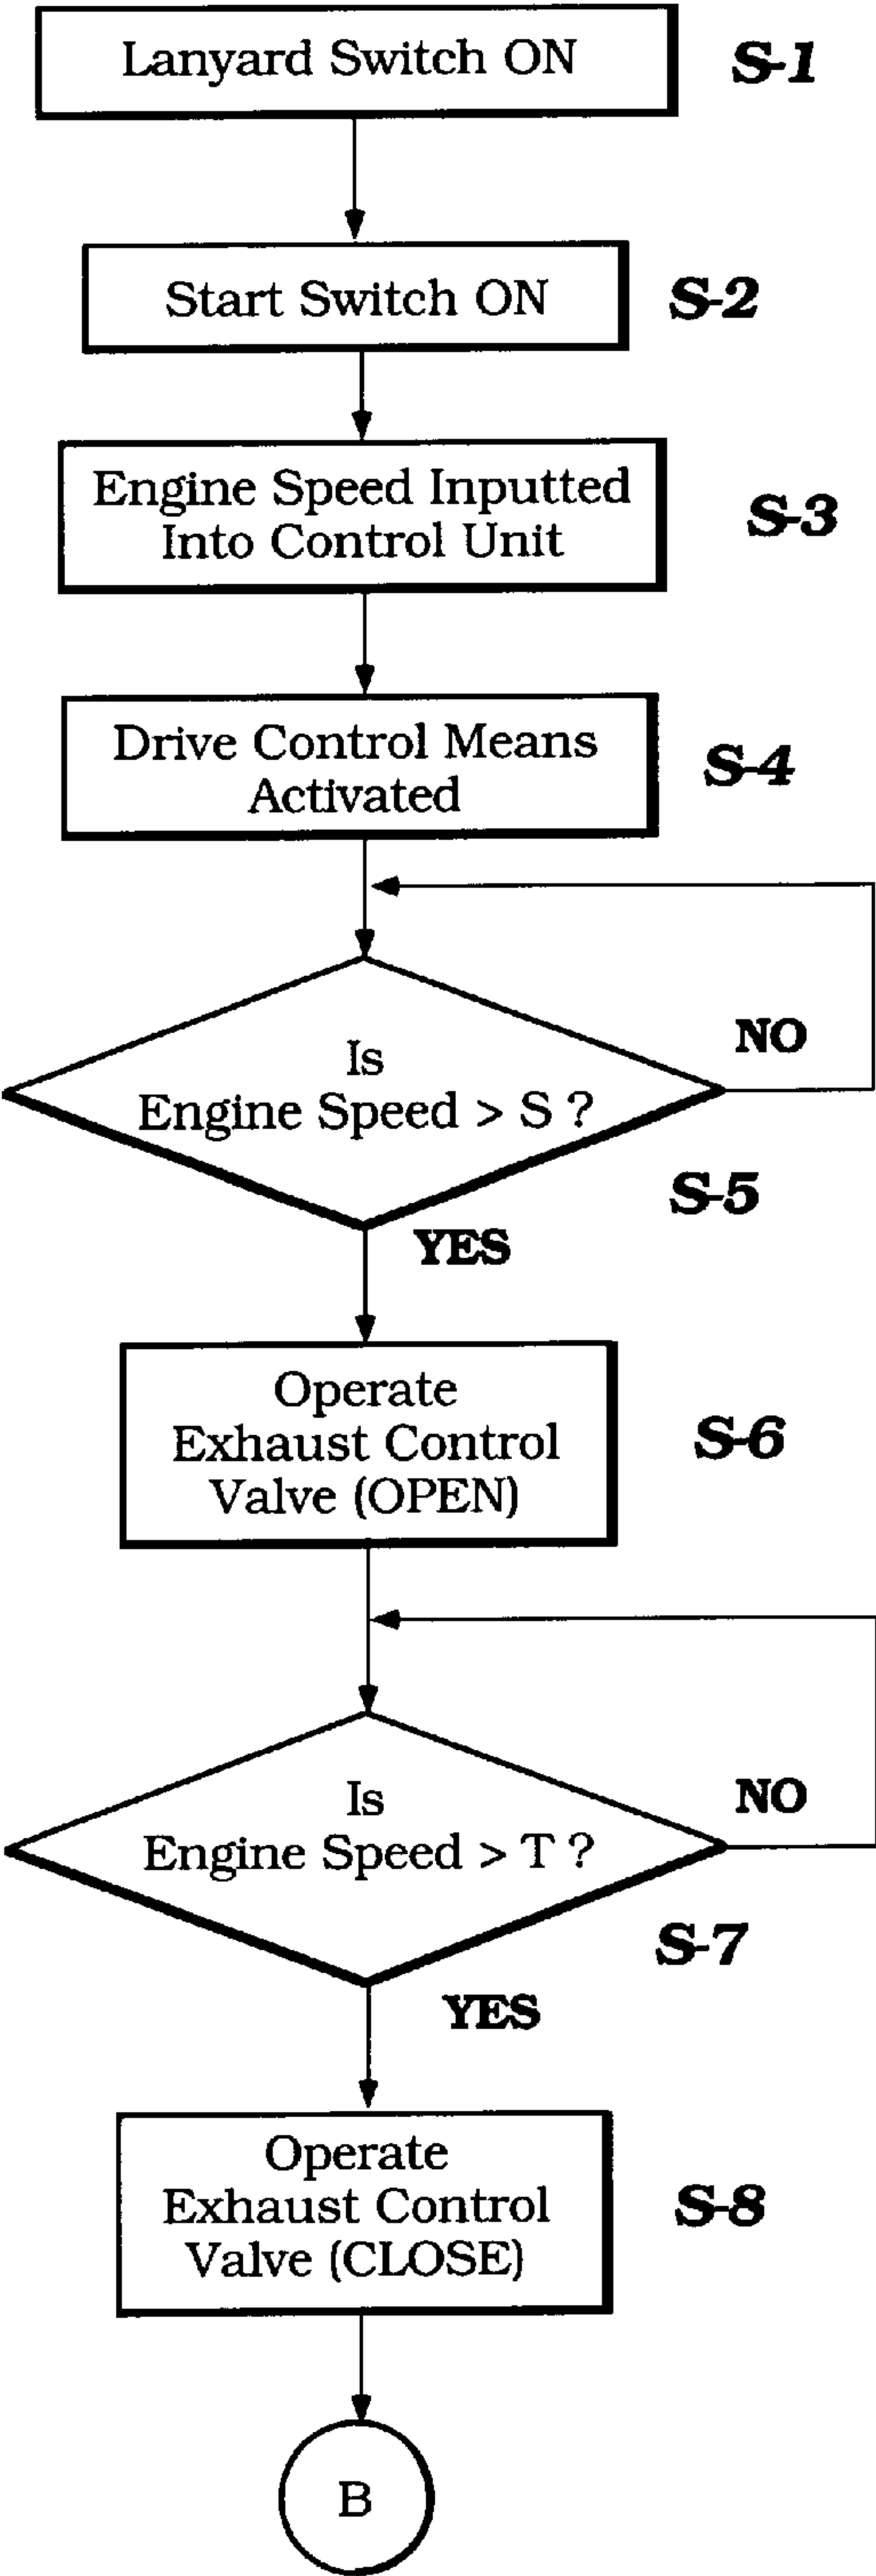 Lanyard Switch ON
S-1
Start Switch ON
S-2
Engine Speed Inputted
Into Control Unit
S-3
Drive Control Means
Activated
S-4
Is
Engine Speed > S ?
NO
S-5
YES
Operate
Exhaust Control
Valve (OPEN)
S-6
Is
Engine Speed > T ?
NO
S-7
YES
Operate
Exhaust Control
Valve (CLOSE)
S-8
B